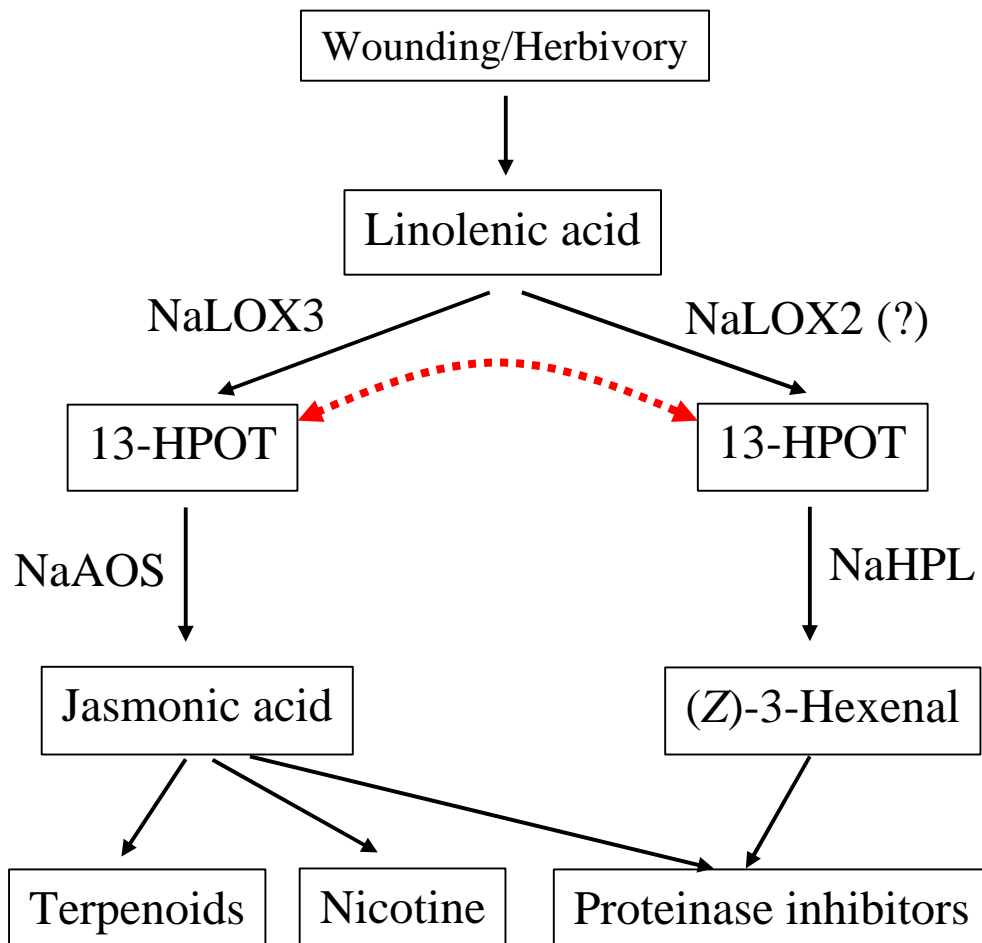 Wounding/Herbivory
Linolenic acid
NaLOX3
NaLOX2 (?)
13-HPOT
13-HPOT
NaAOS
NaHPL
Jasmonic acid
(Z)-3-Hexenal
Terpenoids
Nicotine
Proteinase inhibitors